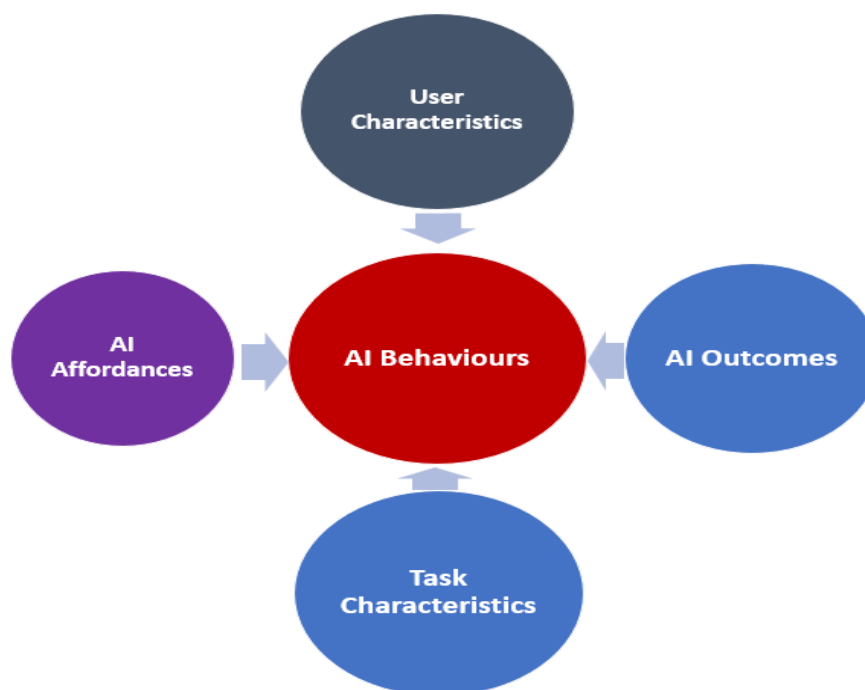 User
Characteristics
AI
Affordances
AI Behaviours
AI Outcomes
Task
Characteristics